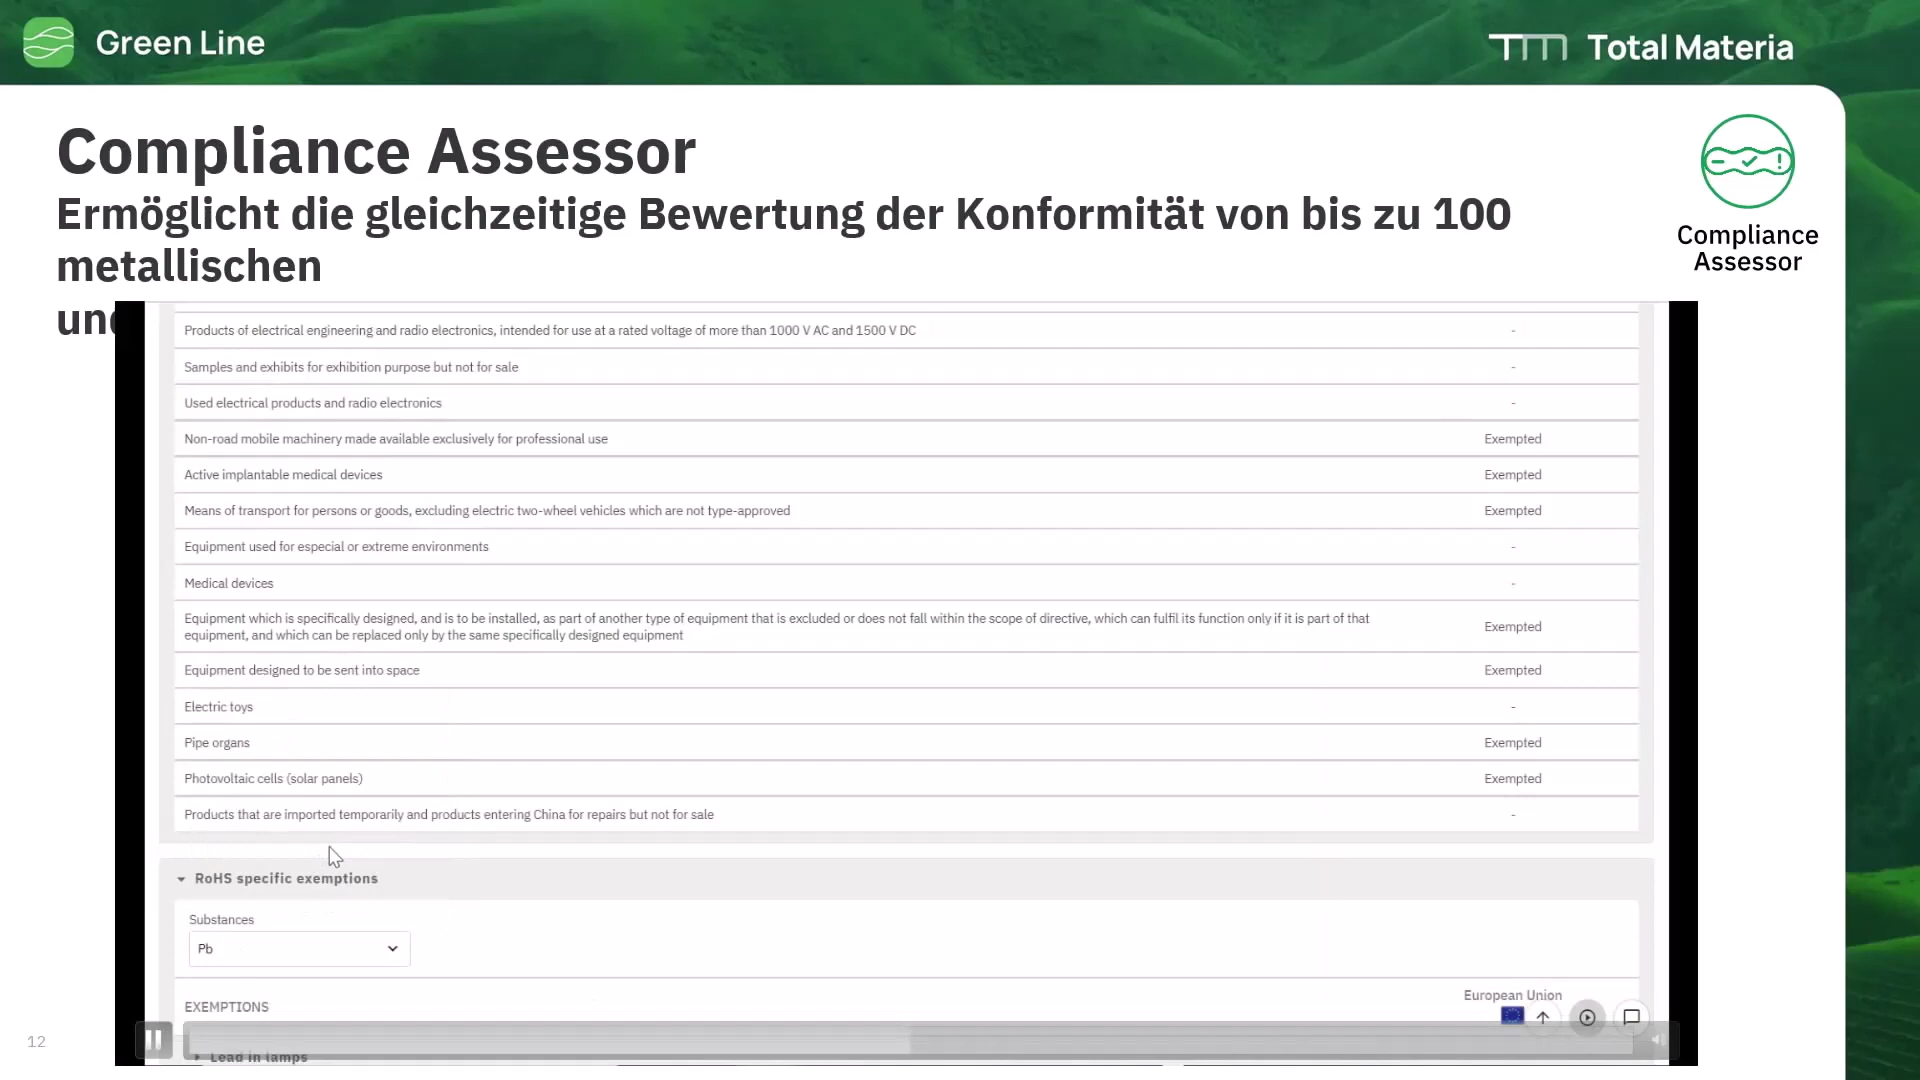 Green Line
Total Materia
Compliance Assessor
Ermöglicht die gleichzeitige Bewertung der Konformität von bis zu 100
metallischen
Compliance
Assessor
Products of electrical engineering and radio electronics, intended for use at a rated voltage of more than 1000 V AC and 1500 V DC -
Samples and exhibits for exhibition purpose but not for sale -
Used electrical products and radio electronics -
Non-road mobile machinery made available exclusively for professional use Exempted
Active implantable medical devices Exempted
Means of transport for persons or goods, excluding electric two-wheel vehicles which are not type-approved Exempted
Equipment used for especial or extreme environments -
Medical devices -
Equipment which is specifically designed, and is to be installed, as part of another type of equipment that is excluded or does not fall within the scope of directive, which can fulfil its function only if it is part of that
equipment, and which can be replaced only by the same specifically designed equipment Exempted
Equipment designed to be sent into space Exempted
Electric toys -
Pipe organs Exempted
Photovoltaic cells (solar panels) Exempted
Products that are imported temporarily and products entering China for repairs but not for sale -
RoHS specific exemptions
Substances
Pb
European Union
EXEMPTIONS
Lead in lamps
12